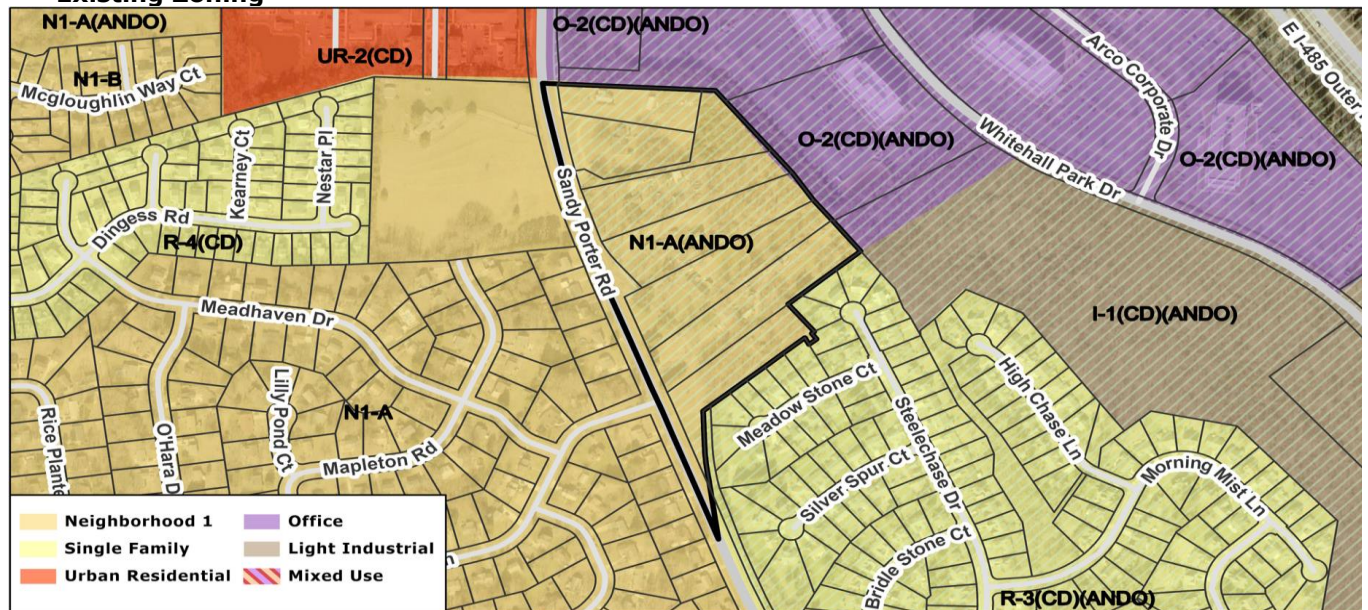 Existing Zoning
N1-A(ANDO)
UR-2(CD)
O-2(CD)(ANDO)
Arco Corporate Dr
E I-485 Outer
N1-B
Mcgloughlin Way Ct
Kearney Ct
Nestar Pl
O-2(CD)(ANDO)
Whitehall Park Dr
O-2(CD)(ANDO)
Dingess Rd
R-4(CD)
Sandy Porter Rd
N1-A(ANDO)
Meadhaven Dr
I-1(CD)(ANDO)
Lilly Pond Ct
N1-A
Meadow Stone Ct
Steelechase Dr
High Chase Ln
Rice Plante
O'Hara D
Mapleton Rd
Silver Spur Ct
Morning Mist Ln
Bridle Stone Ct
R-3(CD)(ANDO)
Neighborhood 1
Office
Single Family
Light Industrial
Urban Residential
Mixed Use